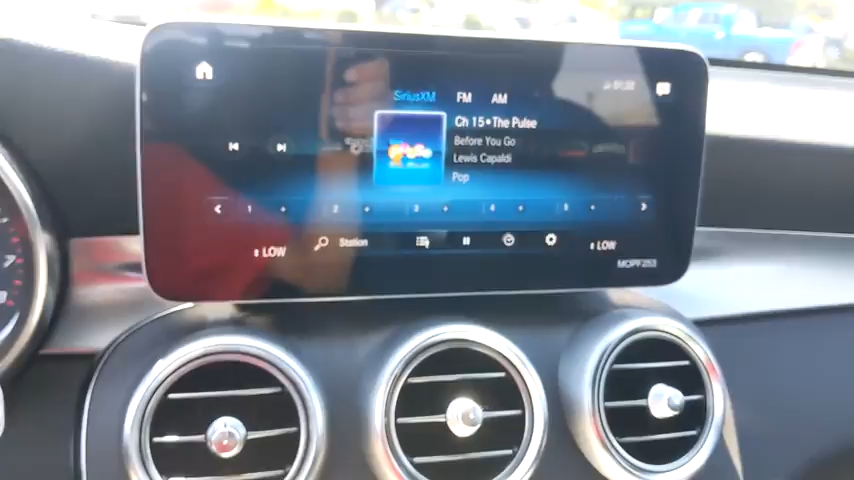 SiriusXM FM AM
Ch 15 • The Pulse
Before You Go
Lewis Capaldi
Pop
1 2 3 4 5
LOW Station LOW
7